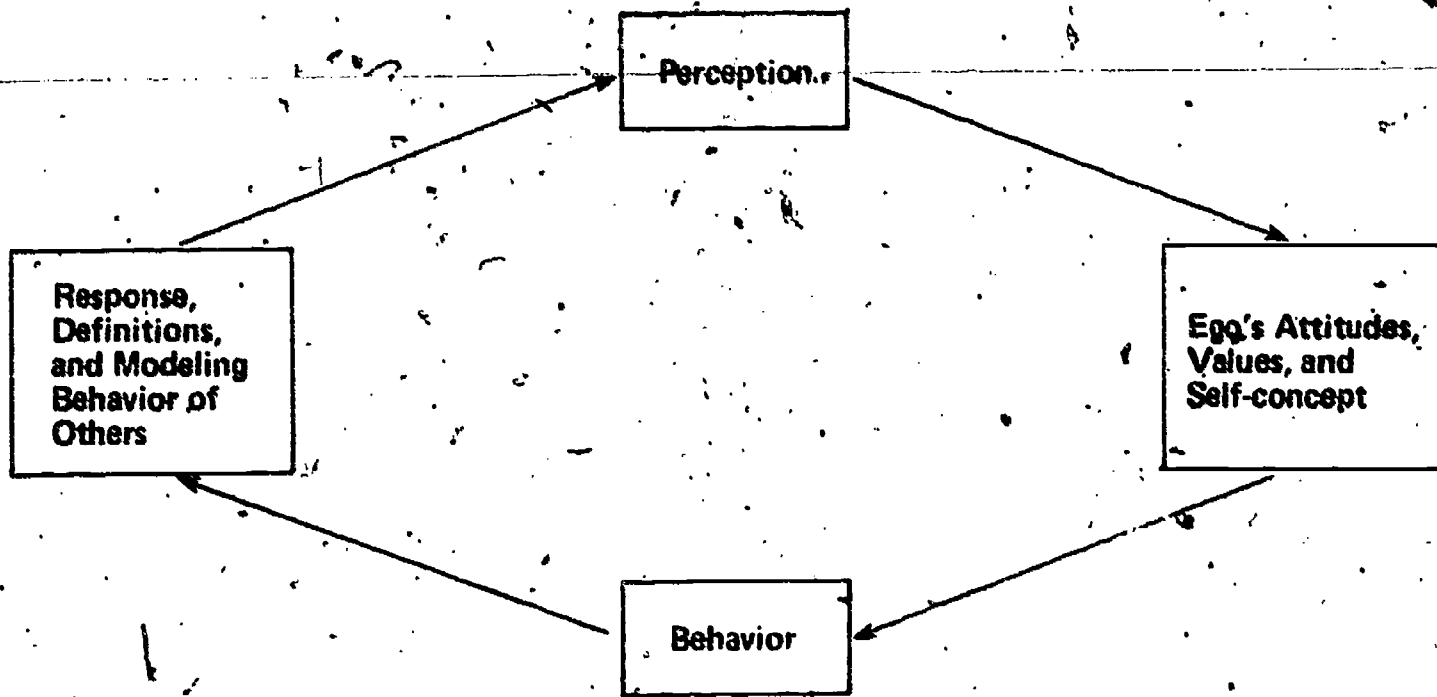 Perception
Response,
Definitions,
and Modeling
Behavior of
Others
Ego's Attitudes,
Values, and
Self-concept
Behavior